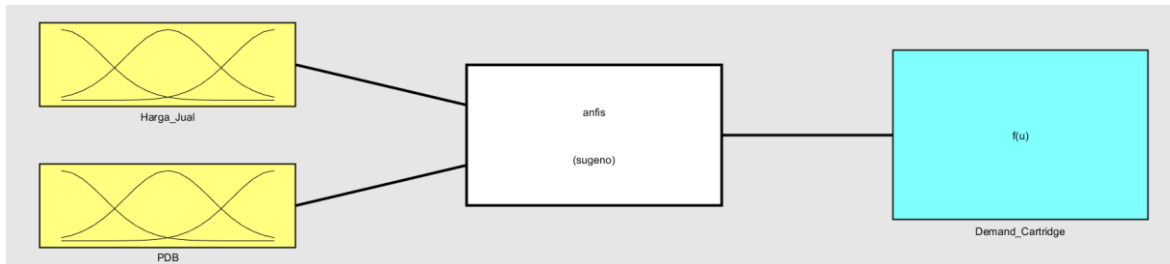 Harga_Jual
PDB
anfis
(sugeno)
f(u)
Demand_Cartridge